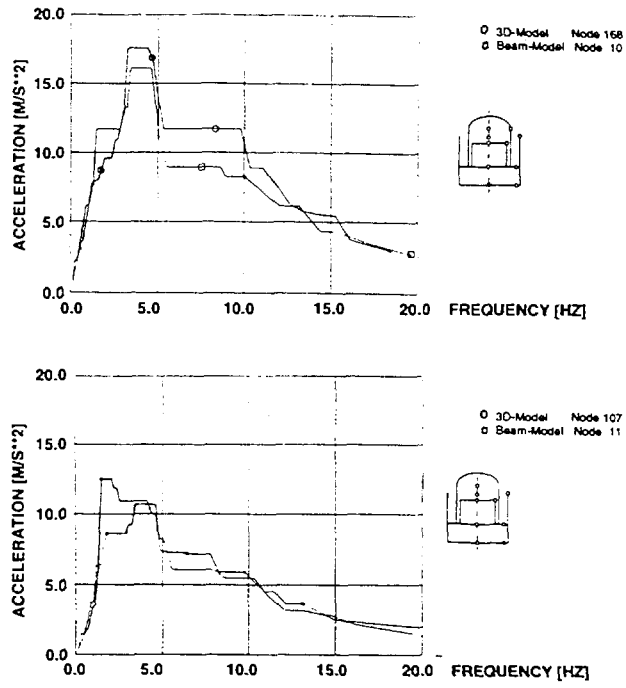 20.0
15.0
10.0
5.0
0.0
ACCELERATION [M/S**2]
0.0 5.0 10.0 15.0 20.0
FREQUENCY [HZ]
3D-Model Node 168
Beam-Model Node 10
20.0
15.0
10.0
5.0
0.0
ACCELERATION [M/S**2]
0.0 5.0 10.0 15.0 20.0
FREQUENCY [HZ]
3D-Model Node 107
Beam-Model Node 11